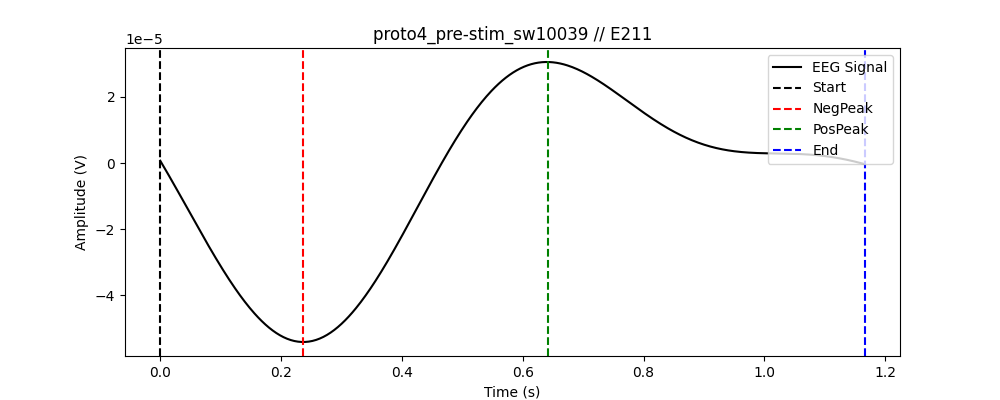 proto4_pre-stim_sw10039 // E211
1e−5
EEG Signal
Start
NegPeak
PosPeak
End
2
0
−2
−4
Amplitude (V)
0.0 0.2 0.4 0.6 0.8 1.0 1.2
Time (s)